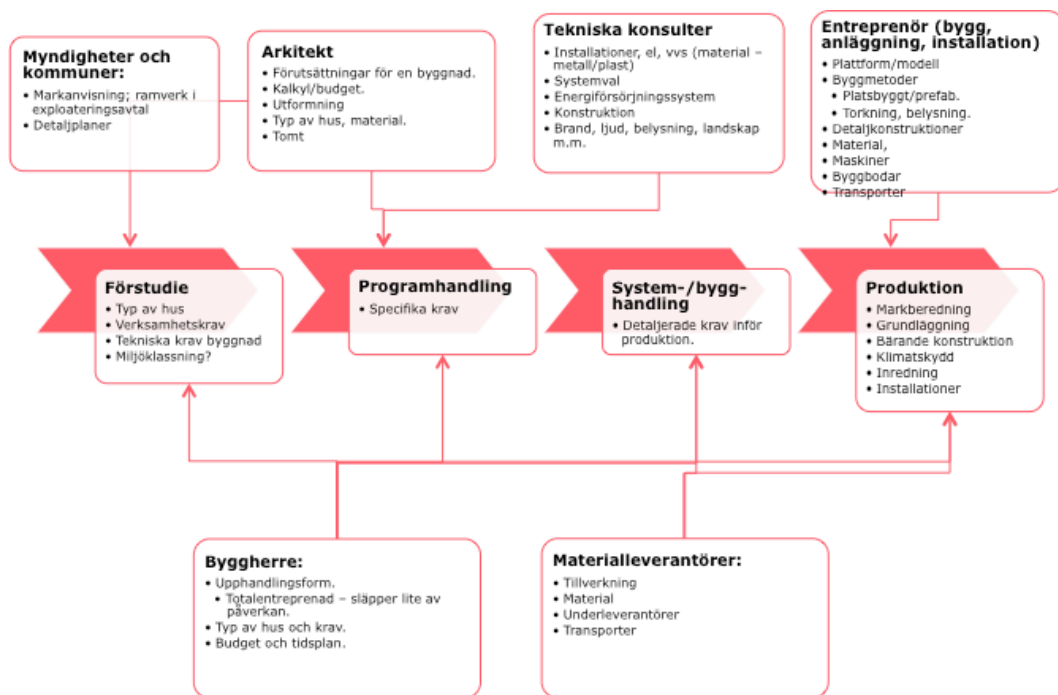 Myndigheter och
kommuner:
• Markanvisning; ramverk i
exploateringsavtal
• Detaljplaner
Arkitekt
• Förutsättningar för en byggnad.
• Kalkyl/budget.
• Utformning
• Typ av hus, material.
• Tomt
Tekniska konsulter
• Installationer, el, vvs (material –
metall/plast)
• Systemval
• Energiförsörjningssystem
• Konstruktion
• Brand, ljud, belysning, landskap
m.m.
Entreprenör (bygg,
anläggning, installation)
• Plattform/modell
• Byggmetoder
• Platsbyggt/prefab.
• Torkning, belysning.
• Detaljkonstruktioner
• Material,
• Maskiner
• Byggbodar
• Transporter
Förstudie
• Typ av hus
• Verksamhetskrav
• Tekniska krav byggnad
• Miljöklassning?
Programhandling
• Specifika krav
System-/bygg-
handling
• Detaljerade krav inför
produktion.
Produktion
• Markberedning
• Grundläggning
• Bärande konstruktion
• Klimatskydd
• Inredning
• Installationer
Byggherre:
• Upphandlingsform.
• Totalentreprenad – släpper lite av
påverkan.
• Typ av hus och krav.
• Budget och tidsplan.
Materialleverantörer:
• Tillverkning
• Material
• Underleverantörer
• Transporter